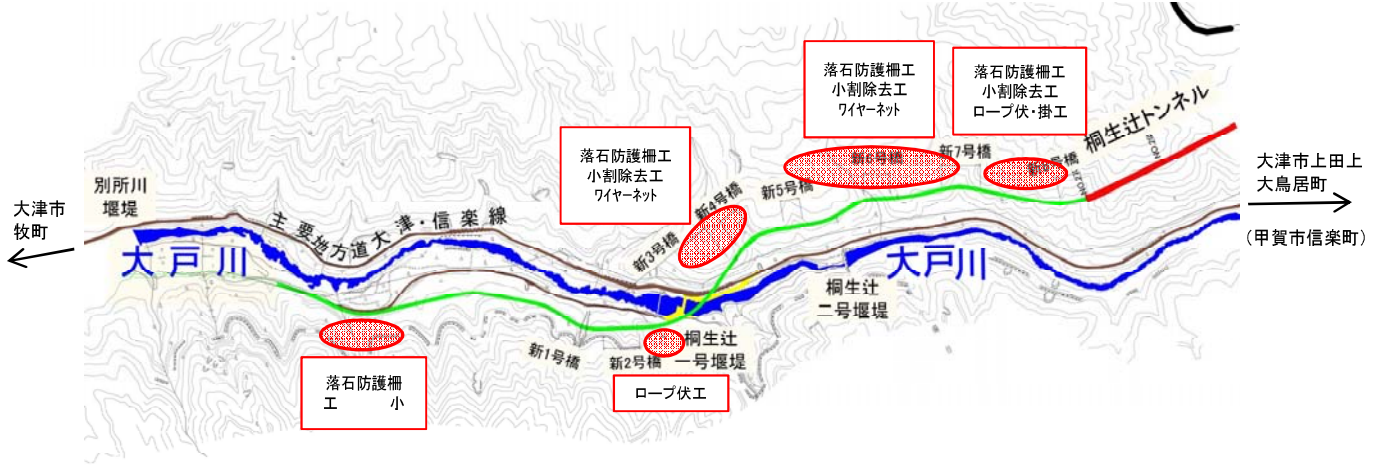 落石防護柵工
小割除去工
ワイヤーネット
落石防護柵工
小割除去工
ロープ伏・掛工
桐生辻トンネル
落石防護柵工
小割除去工
ワイヤーネット
新6号橋
新7号橋
号橋
NO.28
大津市上田上
大鳥居町
(甲賀市信楽町)
大津市
牧町
別所川
堰堤
主要地方道大津・信楽線
新3号橋
新4号橋
新5号橋
大戸川
大戸川
桐生辻
二号堰堤
新1号橋
新2号橋
桐生辻
一号堰堤
落石防護柵
工 小
ロープ伏工